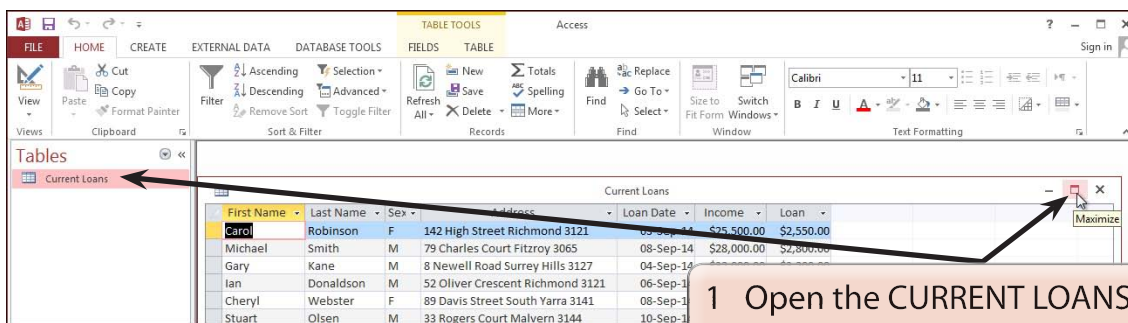 TABLE TOOLS Access
? – ×
FILE HOME CREATE EXTERNAL DATA DATABASE TOOLS FIELDS TABLE Sign in
Cut Ascending Selection New Totals Replace
Copy Descending Advanced Save Spelling Go To Calibri 11
View Paste Format Painter Filter Remove Sort Toggle Filter Refresh All Delete More Find Select Size to Fit Form Switch Windows B I U A
Views Clipboard Sort & Filter Records Find Window Text Formatting
Tables «
Current Loans
Current Loans
Maximize
First Name Last Name Sex Loan Date Income Loan
Carol Robinson F 142 High Street Richmond 3121 $25,500.00 $2,550.00
Michael Smith M 79 Charles Court Fitzroy 3065 08-Sep-14 $28,000.00 $2,800.00
Gary Kane M 8 Newell Road Surrey Hills 3127 04-Sep-14
Ian Donaldson M 52 Oliver Crescent Richmond 3121 06-Sep-1
Cheryl Webster F 89 Davis Street South Yarra 3141 08-Sep-1
Stuart Olsen M 33 Rogers Court Malvern 3144 10-Sep-1
1 Open the CURRENT LOANS